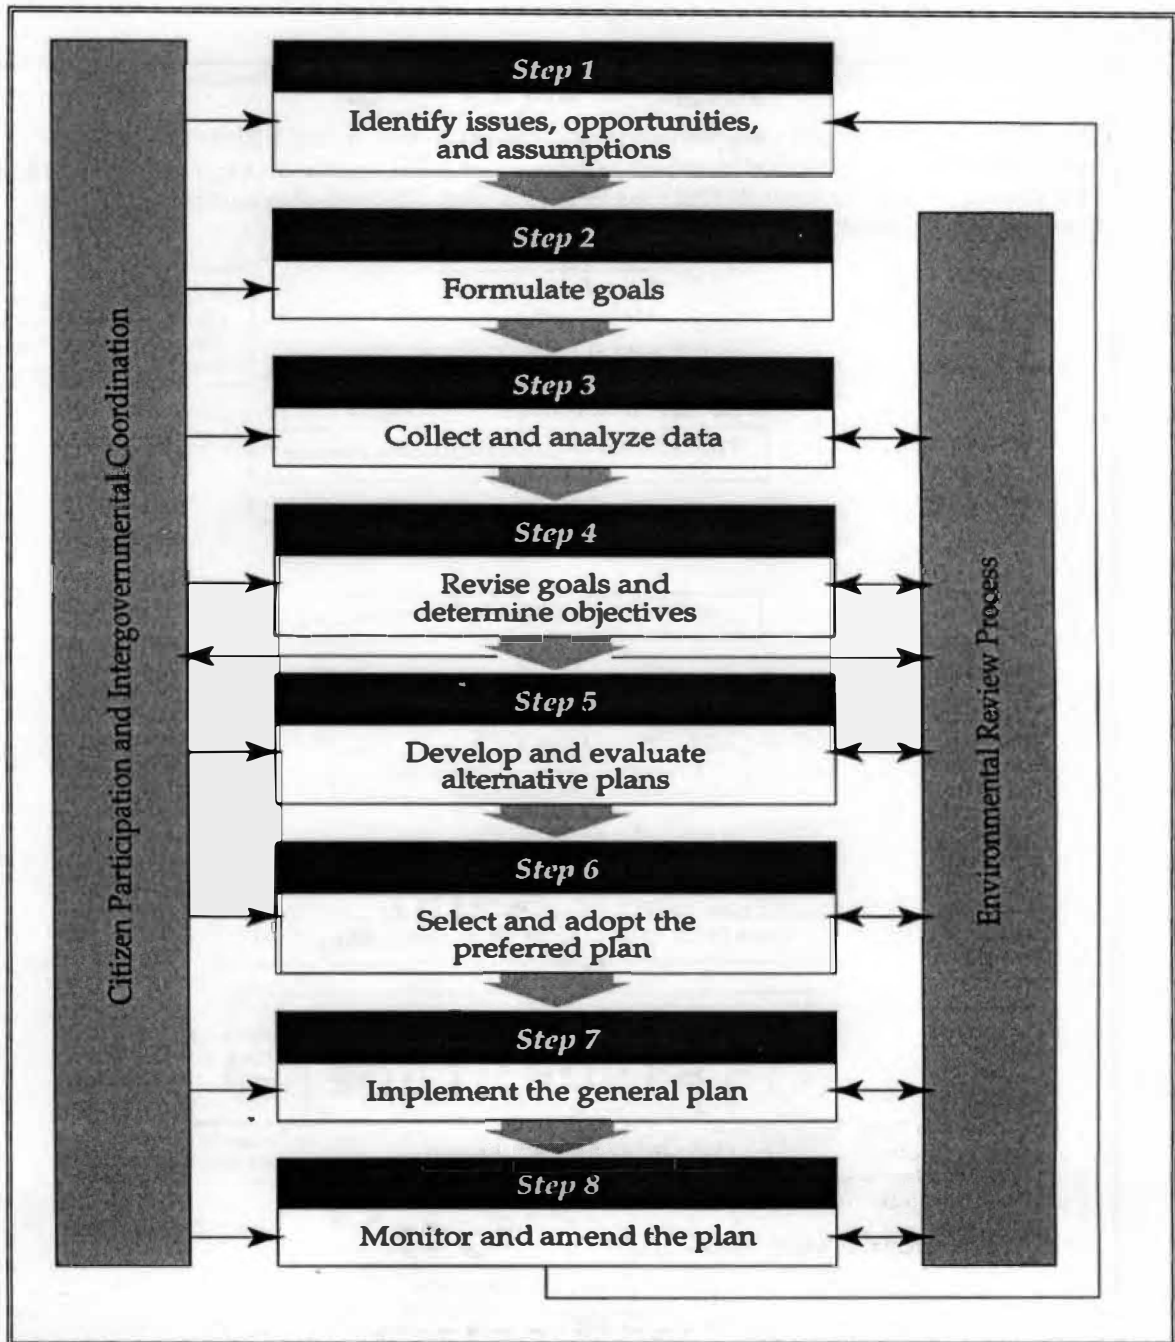 Citizen Participation and Intergovernmental Coordination
Step 1
Identify issues, opportunities,
and assumptions
Step 2
Formulate goals
Step 3
Collect and analyze data
Step 4
Revise goals and
determine objectives
Step 5
Develop and evaluate
alternative plans
Step 6
Select and adopt the
preferred plan
Step 7
Implement the general plan
Step 8
Monitor and amend the plan
Environmental Review Process